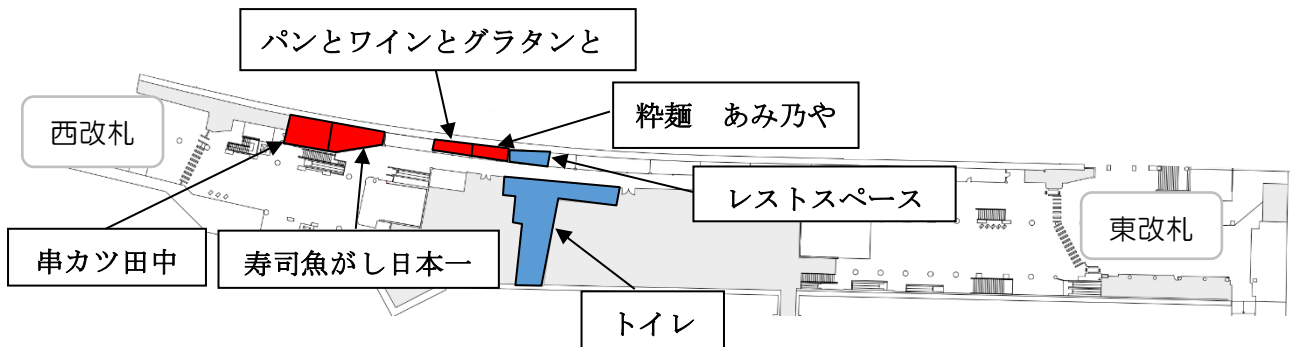 パンとワインとグラタンと
粋麺 あみ乃や
西改札
レストスペース
東改札
串カツ田中
寿司魚がし日本一
トイレ